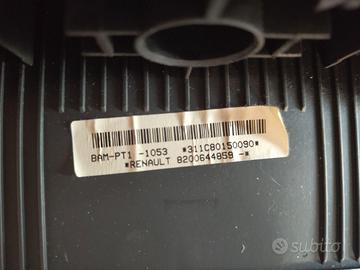 BAM-PT1 -1053 *311C80150090*
*RENAULT 8200644859 -*
subito